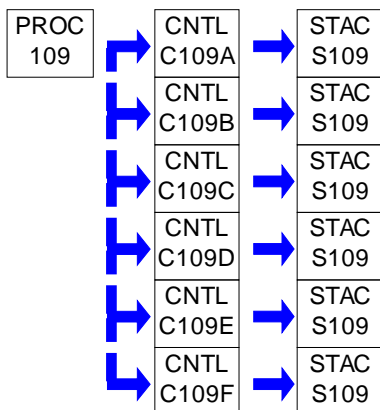 PROC
109
CNTL
C109A
STAC
S109
CNTL
C109B
STAC
S109
CNTL
C109C
STAC
S109
CNTL
C109D
STAC
S109
CNTL
C109E
STAC
S109
CNTL
C109F
STAC
S109